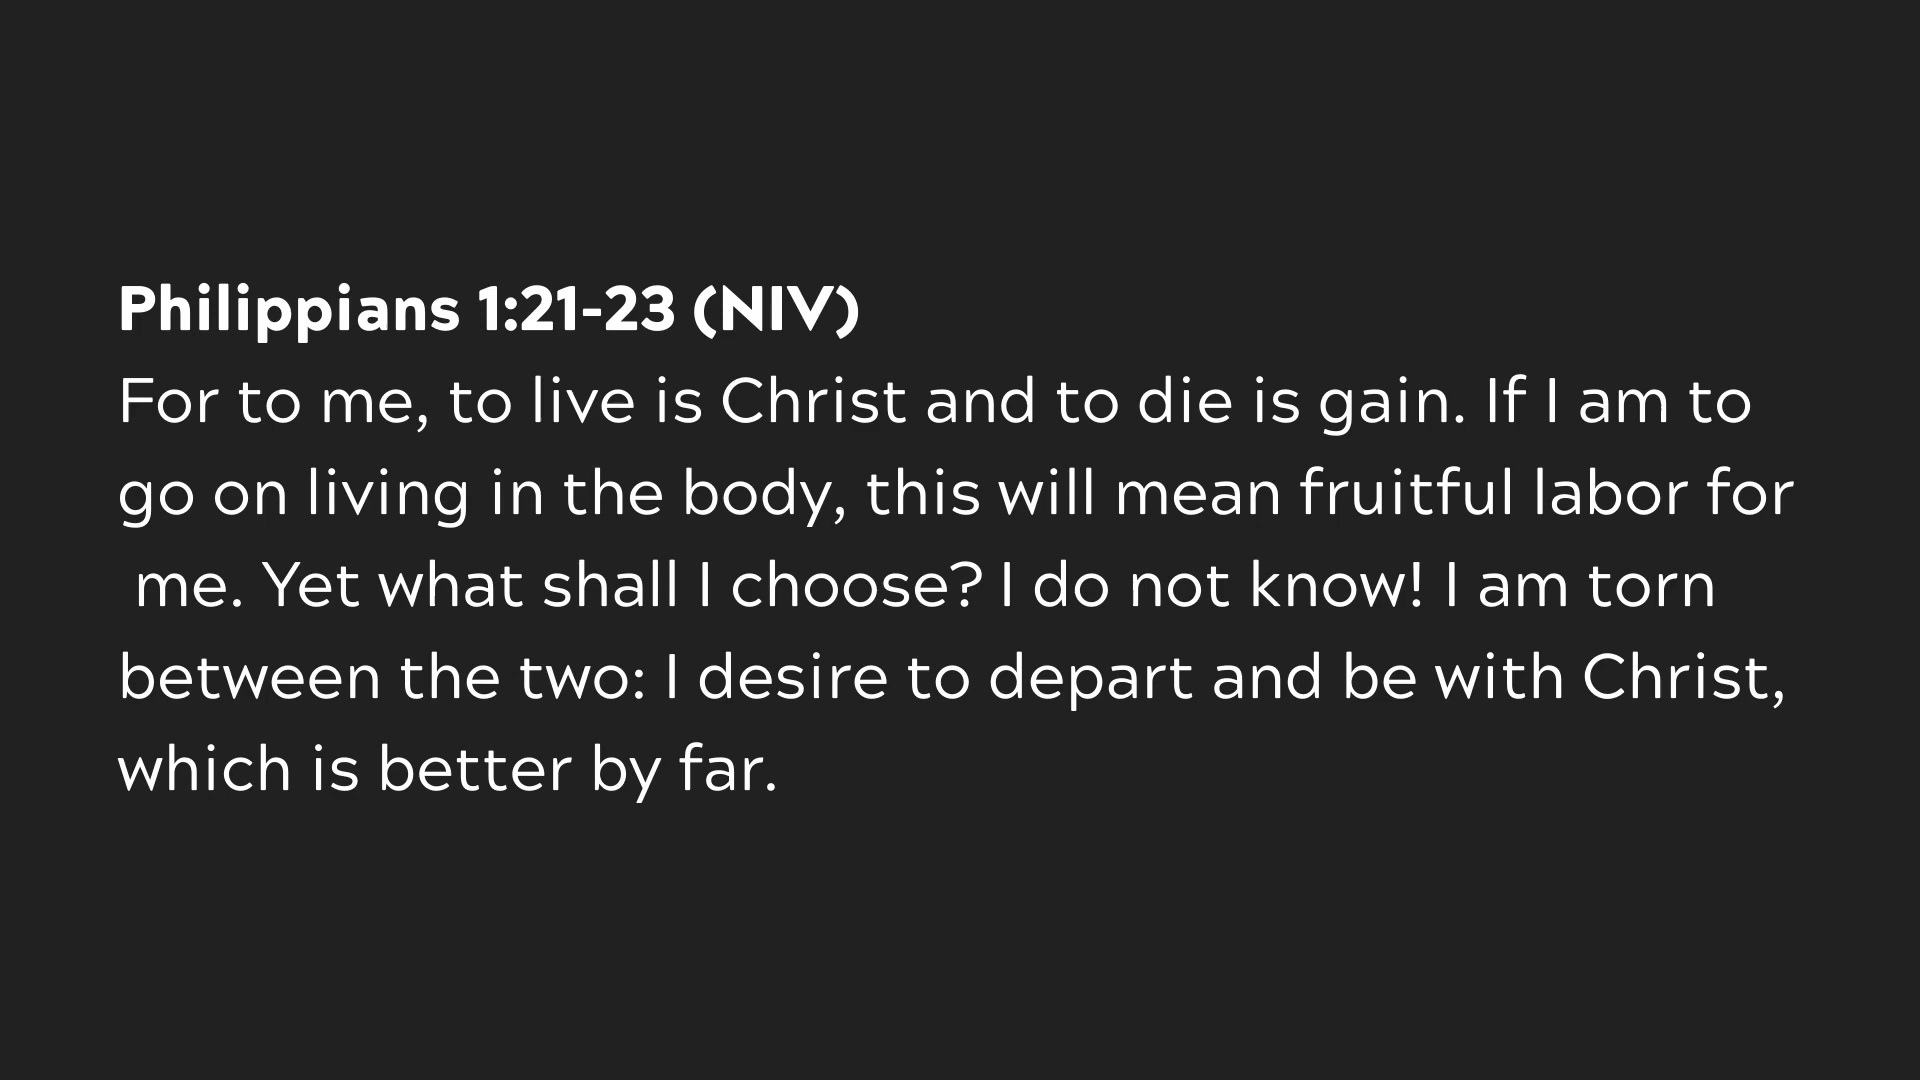 Philippians 1:21-23 (NIV)
For to me, to live is Christ and to die is gain. If I am to
go on living in the body, this will mean fruitful labor for
me. Yet what shall I choose? I do not know! I am torn
between the two: I desire to depart and be with Christ,
which is better by far.